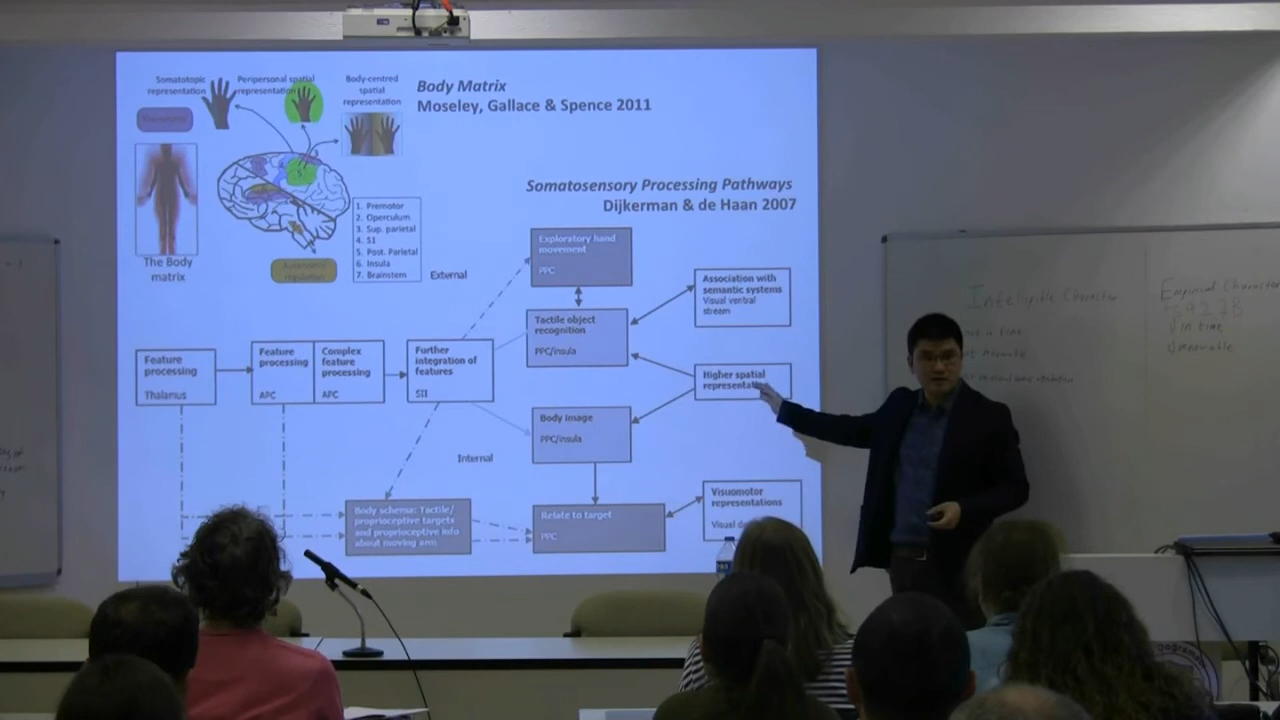 Somatotopic
representation
Peripersonal spatial
representation
Body-centred
spatial
representation
Body Matrix
Moseley, Gallace & Spence 2011
The Body
matrix
1. Premotor
2. Operculum
3. Sup. parietal
4. S1
5. Post. Parietal
6. Insula
7. Brainstem
Somatosensory Processing Pathways
Dijkerman & de Haan 2007
External
Exploratory hand
movement
PPC
Association with
semantic systems
Visual ventral
stream
Tactile object
recognition
PPC/insula
Feature
processing
Thalamus
Feature
processing
APC
Complex
feature
processing
APC
Further
integration of
features
SII
Higher spatial
Body image
PPC/insula
Internal
Body schema: Tactile/
proprioceptive targets
and proprioceptive info
about moving arm
Relate to target
PPC
Visuomotor
representations
Visual
Intelligible Character
Empirical Character
in time